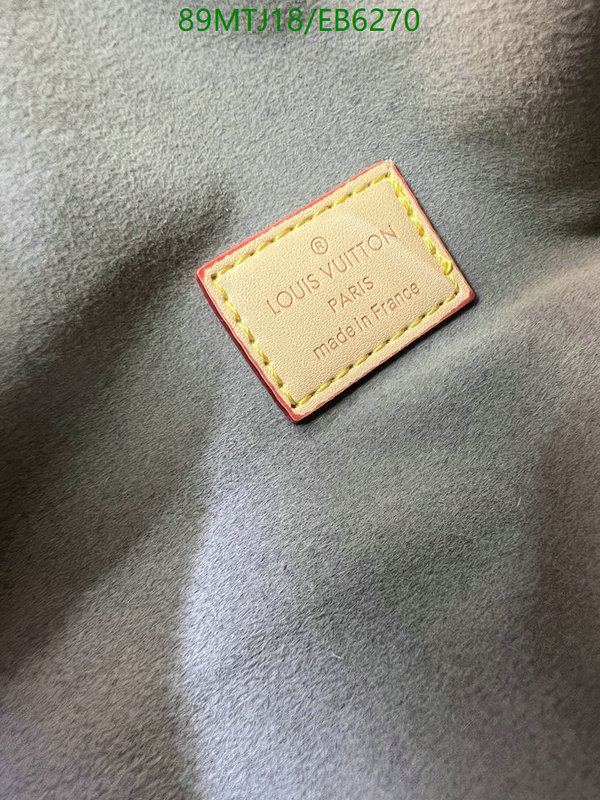 89MTJ18/EB6270
®
LOUIS VUITTON
PARIS
made in France